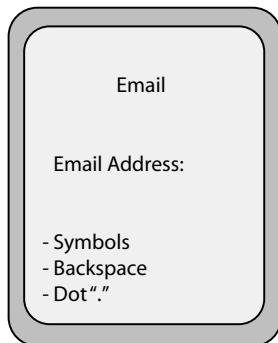 Email
Email Address:
- Symbols
- Backspace
- Dot "."